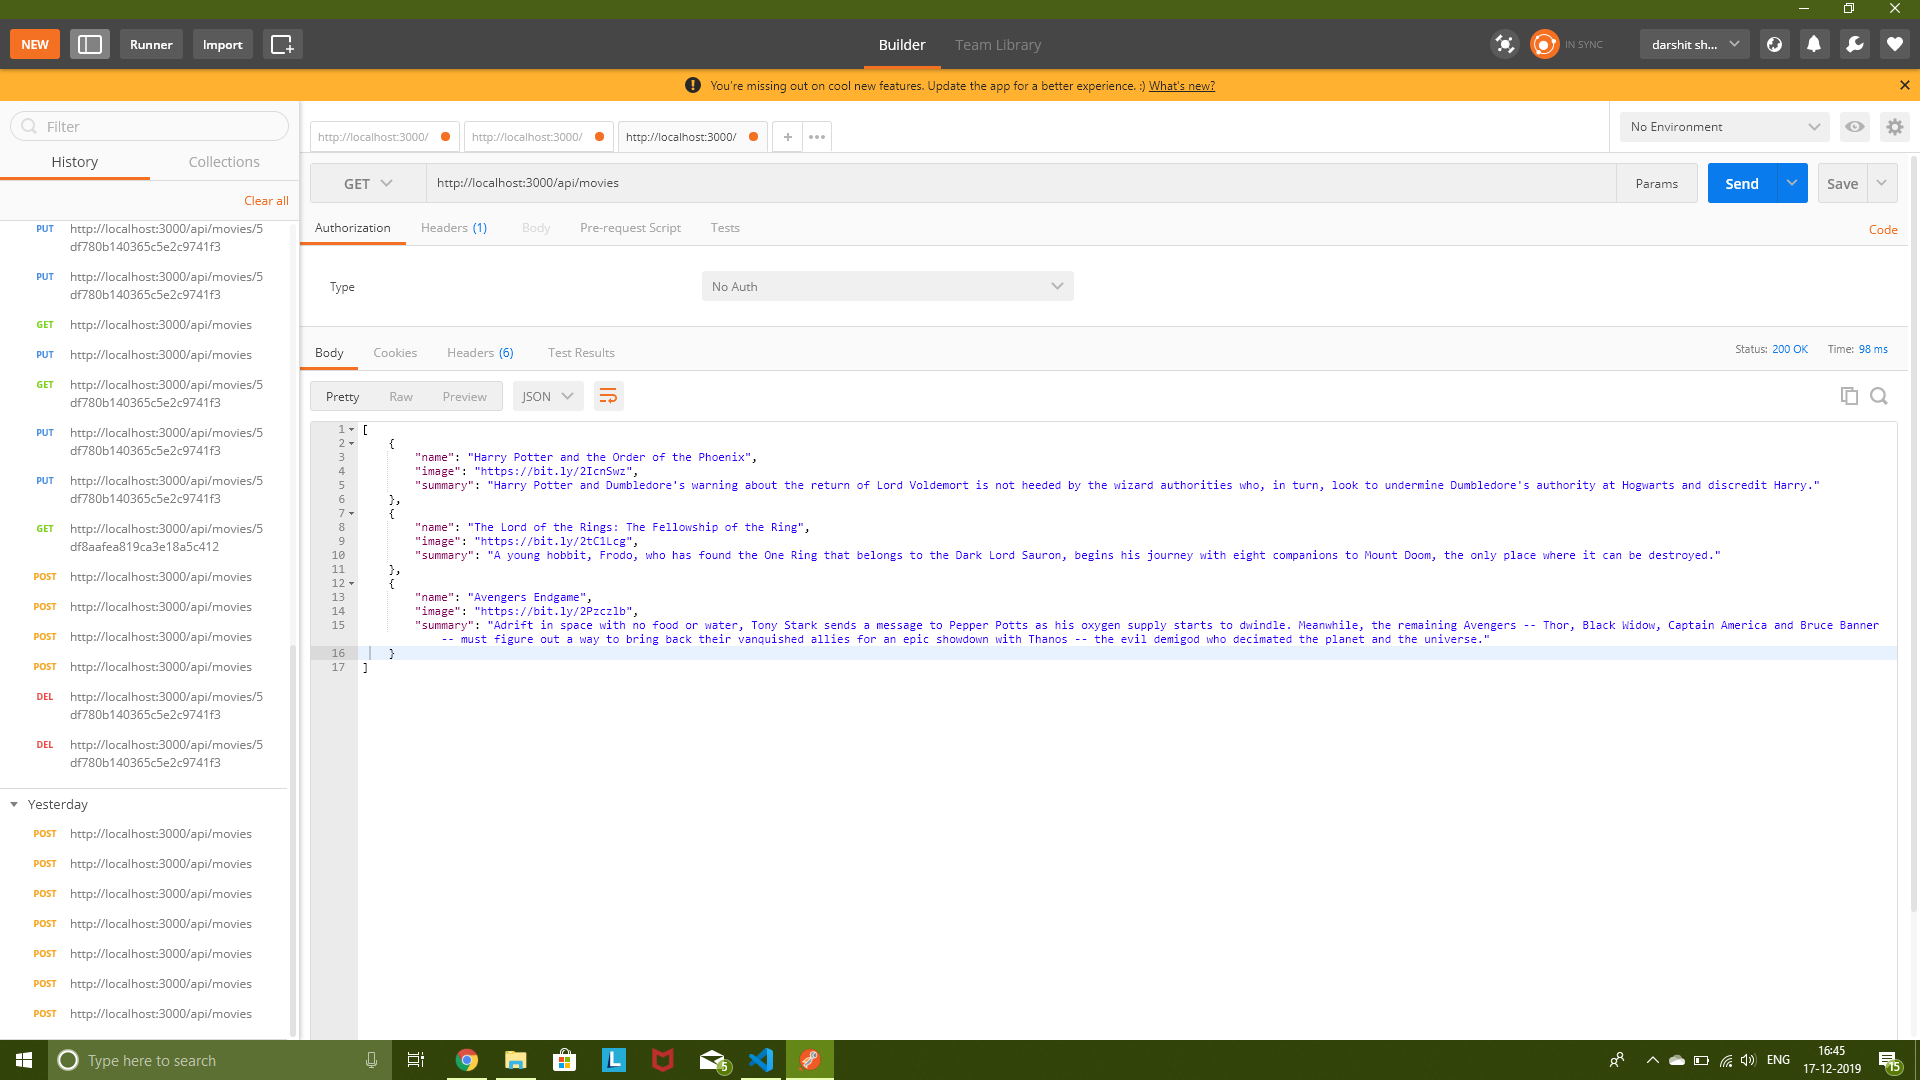 NEW
Runner
Import
Builder
Team Library
IN SYNC
darshit sh...
You're missing out on cool new features. Update the app for a better experience. :) What's new?
Filter
History
Collections
Clear all
PUT http://localhost:3000/api/movies/5
df780b140365c5e2c9741f3
PUT http://localhost:3000/api/movies/5
df780b140365c5e2c9741f3
GET http://localhost:3000/api/movies
PUT http://localhost:3000/api/movies
GET http://localhost:3000/api/movies/5
df780b140365c5e2c9741f3
PUT http://localhost:3000/api/movies/5
df780b140365c5e2c9741f3
PUT http://localhost:3000/api/movies/5
df780b140365c5e2c9741f3
GET http://localhost:3000/api/movies/5
df8aafea819ca3e18a5c412
POST http://localhost:3000/api/movies
POST http://localhost:3000/api/movies
POST http://localhost:3000/api/movies
POST http://localhost:3000/api/movies
DEL http://localhost:3000/api/movies/5
df780b140365c5e2c9741f3
DEL http://localhost:3000/api/movies/5
df780b140365c5e2c9741f3
Yesterday
POST http://localhost:3000/api/movies
POST http://localhost:3000/api/movies
POST http://localhost:3000/api/movies
POST http://localhost:3000/api/movies
POST http://localhost:3000/api/movies
POST http://localhost:3000/api/movies
POST http://localhost:3000/api/movies
http://localhost:3000/
http://localhost:3000/
http://localhost:3000/
+
•••
No Environment
GET
http://localhost:3000/api/movies
Params
Send
Save
Authorization
Headers (1)
Body
Pre-request Script
Tests
Code
Type
No Auth
Body
Cookies
Headers (6)
Test Results
Status: 200 OK
Time: 98 ms
Pretty
Raw
Preview
JSON
1 [
2 {
3 "name": "Harry Potter and the Order of the Phoenix",
4 "image": "https://bit.ly/2IcnSwz",
5 "summary": "Harry Potter and Dumbledore's warning about the return of Lord Voldemort is not heeded by the wizard authorities who, in turn, look to undermine Dumbledore's authority at Hogwarts and discredit Harry."
6 },
7 {
8 "name": "The Lord of the Rings: The Fellowship of the Ring",
9 "image": "https://bit.ly/2tC1Lcg",
10 "summary": "A young hobbit, Frodo, who has found the One Ring that belongs to the Dark Lord Sauron, begins his journey with eight companions to Mount Doom, the only place where it can be destroyed."
11 },
12 {
13 "name": "Avengers Endgame",
14 "image": "https://bit.ly/2Pzczlb",
15 "summary": "Adrift in space with no food or water, Tony Stark sends a message to Pepper Potts as his oxygen supply starts to dwindle. Meanwhile, the remaining Avengers -- Thor, Black Widow, Captain America and Bruce Banner
-- must figure out a way to bring back their vanquished allies for an epic showdown with Thanos -- the evil demigod who decimated the planet and the universe."
16 }
17 ]
Type here to search
L
5
ENG
16:45
17-12-2019
15